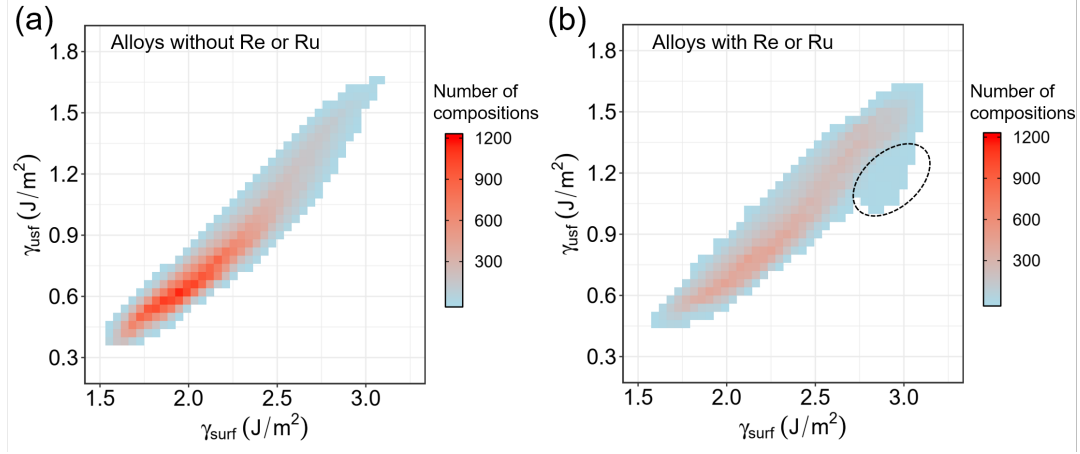 (a)
Alloys without Re or Ru
1.8
1.5
1.2
0.9
0.6
0.3
γusf (J/m²)
1.5 2.0 2.5 3.0
γsurf (J/m²)
Number of
compositions
1200
900
600
300
(b)
Alloys with Re or Ru
1.8
1.5
1.2
0.9
0.6
0.3
γusf (J/m²)
1.5 2.0 2.5 3.0
γsurf (J/m²)
Number of
compositions
1200
900
600
300